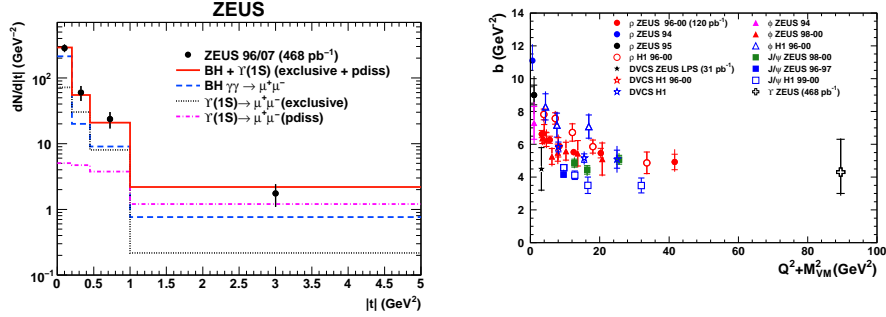 ZEUS
dN/d|t| (GeV⁻²)
ZEUS 96/07 (468 pb⁻¹)
BH + ϒ(1S) (exclusive + pdiss)
BH γγ → μ⁺μ⁻
ϒ(1S)→ μ⁺μ⁻(exclusive)
ϒ(1S)→ μ⁺μ⁻(pdiss)
10²
10
1
10⁻¹
0 0.5 1 1.5 2 2.5 3 3.5 4 4.5 5
|t| (GeV²)
b (GeV⁻²)
14
12
10
8
6
4
2
0
ρ ZEUS 96-00 (120 pb⁻¹)
ρ ZEUS 94
ρ ZEUS 95
ρ H1 96-00
DVCS ZEUS LPS (31 pb⁻¹)
DVCS H1 96-00
DVCS H1
φ ZEUS 94
φ ZEUS 98-00
φ H1 96-00
J/ψ ZEUS 98-00
J/ψ ZEUS 96-97
J/ψ H1 99-00
ϒ ZEUS (468 pb⁻¹)
0 20 40 60 80 100
Q²+M²VM(GeV²)